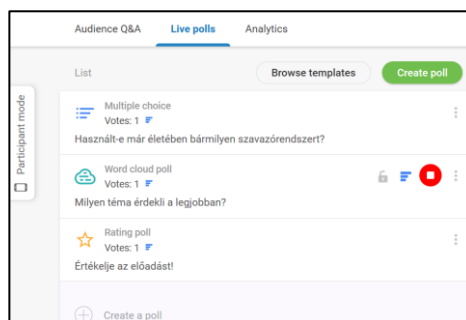 Audience Q&A Live polls Analytics
List Browse templates Create poll
Participant mode
Multiple choice
Votes: 1
Használt-e már életében bármilyen szavazórendszert?
Word cloud poll
Votes: 1
Milyen téma érdekli a legjobban?
Rating poll
Votes: 1
Értékelje az előadást!
Create a poll